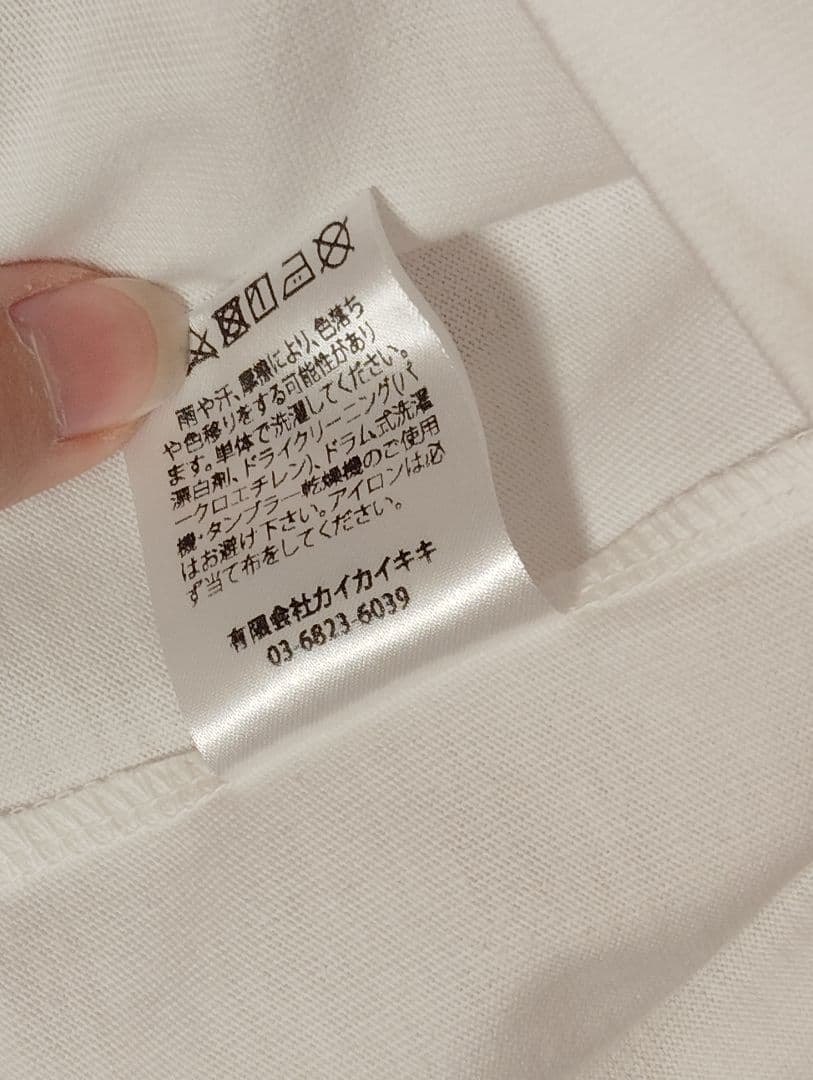 雨や汗、摩擦により、色落ち
や色移りをする可能性があり
ます。単体で洗濯してください。
漂白剤、ドライクリーニング(パ
ークロエチレン)、ドラム式洗濯
機・タンブラー乾燥機のご使用
はお避け下さい。アイロンは必
ず当て布をしてください。
有限会社カイカイキキ
03-6823-6039